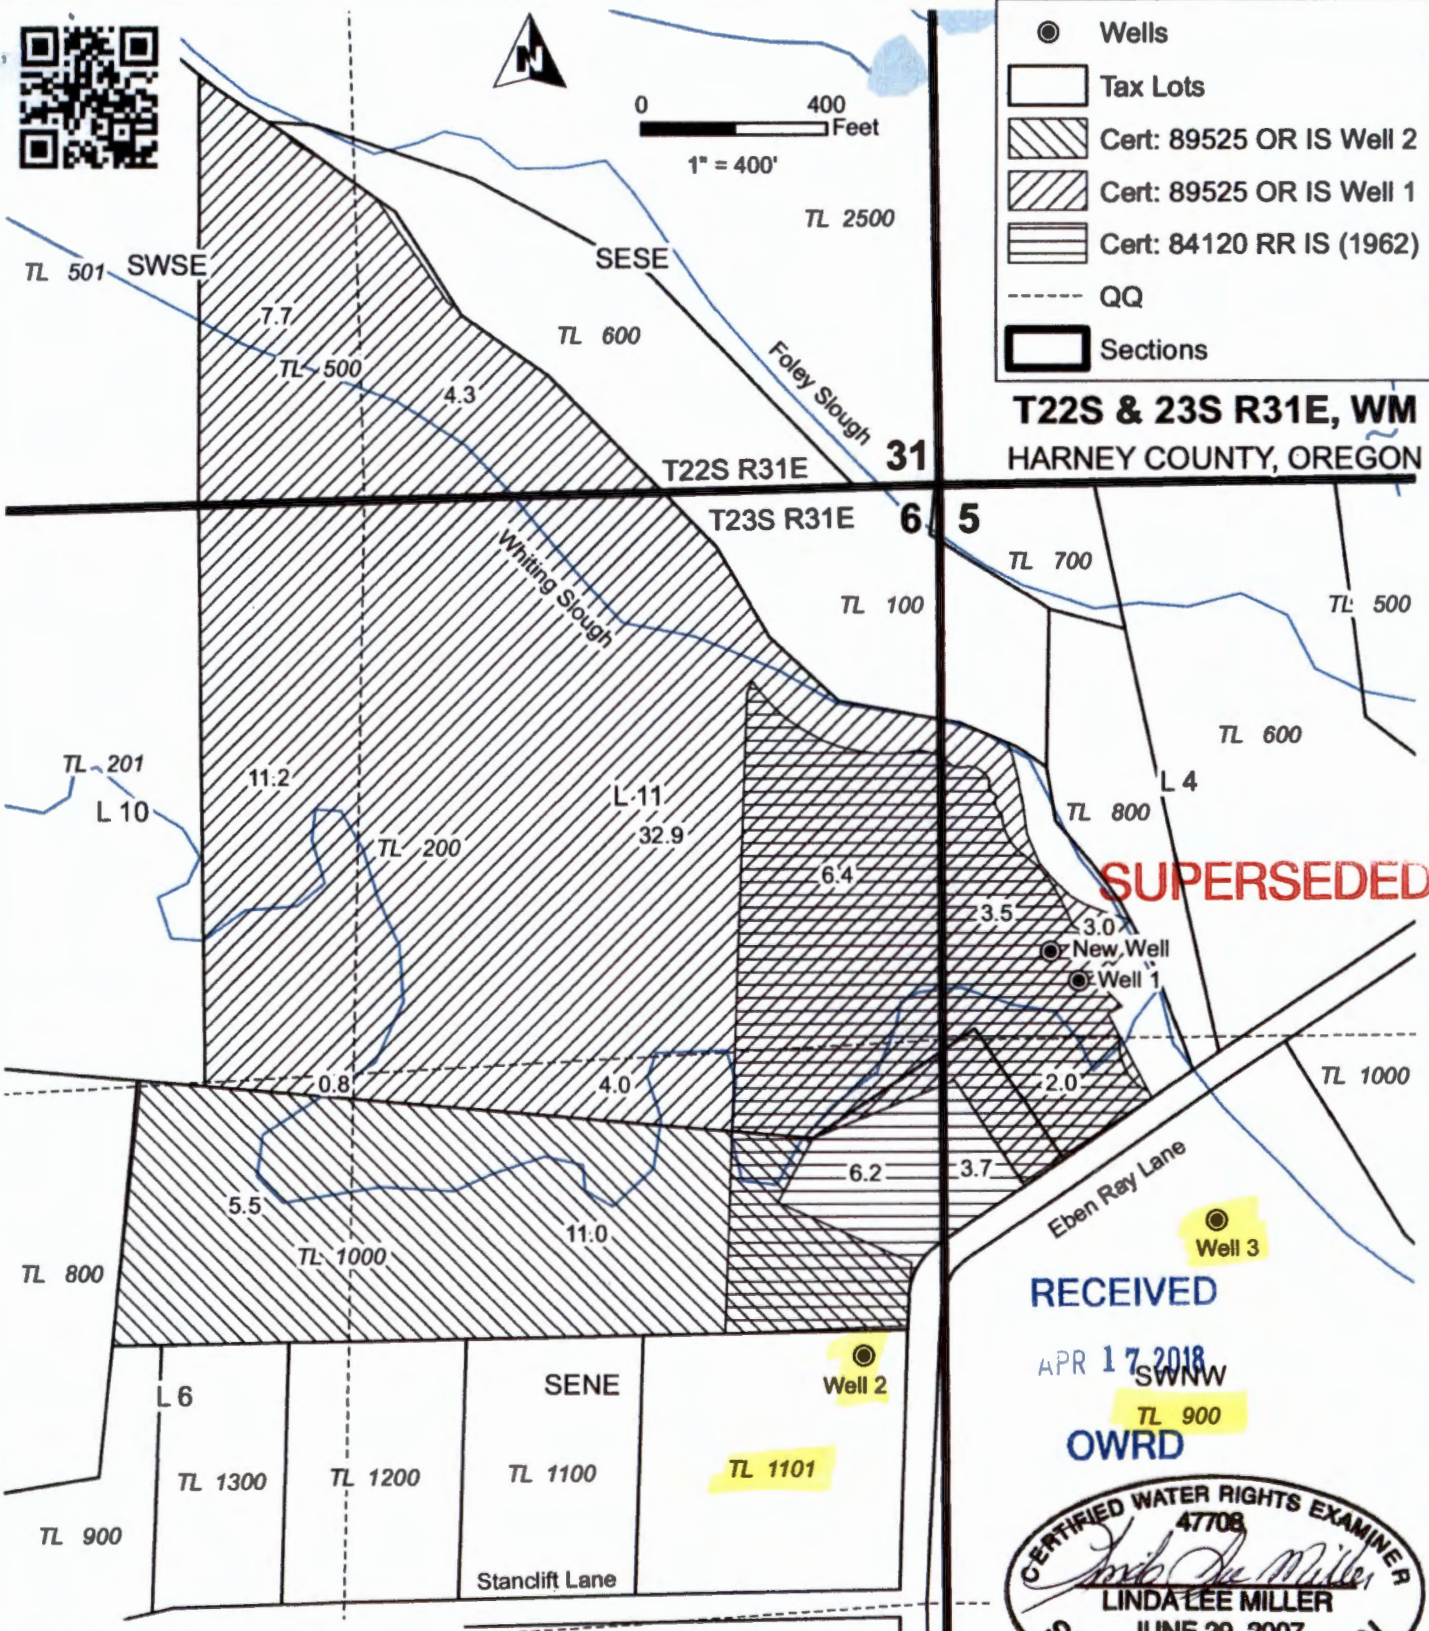 N
0 400
Feet
1" = 400'
Wells
Tax Lots
Cert: 89525 OR IS Well 2
Cert: 89525 OR IS Well 1
Cert: 84120 RR IS (1962)
QQ
Sections
T22S & 23S R31E, WM
HARNEY COUNTY, OREGON
TL 2500
TL 501
SWSE
SESE
7.7
TL 600
TL 500
4.3
Foley Slough
T22S R31E
31
T23S R31E
6
5
Whiting Slough
TL 700
TL 100
TL 500
TL 600
TL 201
L 10
11.2
L 11
32.9
L 4
TL 800
TL 200
6.4
SUPERSEDED
3.5
3.0
New Well
Well 1
0.8
4.0
2.0
TL 1000
6.2
3.7
Eben Ray Lane
5.5
11.0
TL 1000
Well 3
TL 800
RECEIVED
APR 17 2018
SWNW
Well 2
L 6
SENE
TL 900
OWRD
TL 1300
TL 1200
TL 1100
TL 1101
TL 900
Stanclift Lane
CERTIFIED WATER RIGHTS EXAMINER
47708
Linda Lee Miller
LINDA LEE MILLER
JUNE 29, 2007